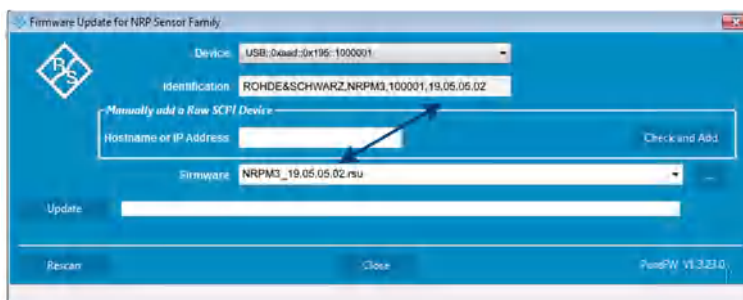 Firmware Update for NRP Sensor Family
R S
Device USB::0xaad::0x195::1000001
Identification ROHDE&SCHWARZ,NRPM3,100001,19.05.05.02
Manually add a Raw SCPI Device
Hostname or IP Address Check and Add
Firmware NRPM3_19.05.05.02.rsu ...
Update
Rescan Close PureFW V1.3.23.0